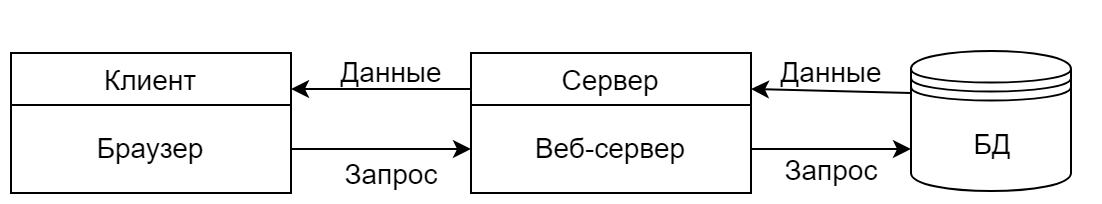 Клиент
Данные
Сервер
Данные
Браузер
Запрос
Веб-сервер
Запрос
БД